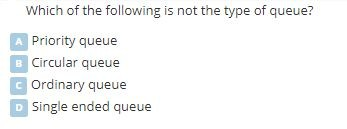 Which of the following is not the type of queue?
A Priority queue
B Circular queue
C Ordinary queue
D Single ended queue